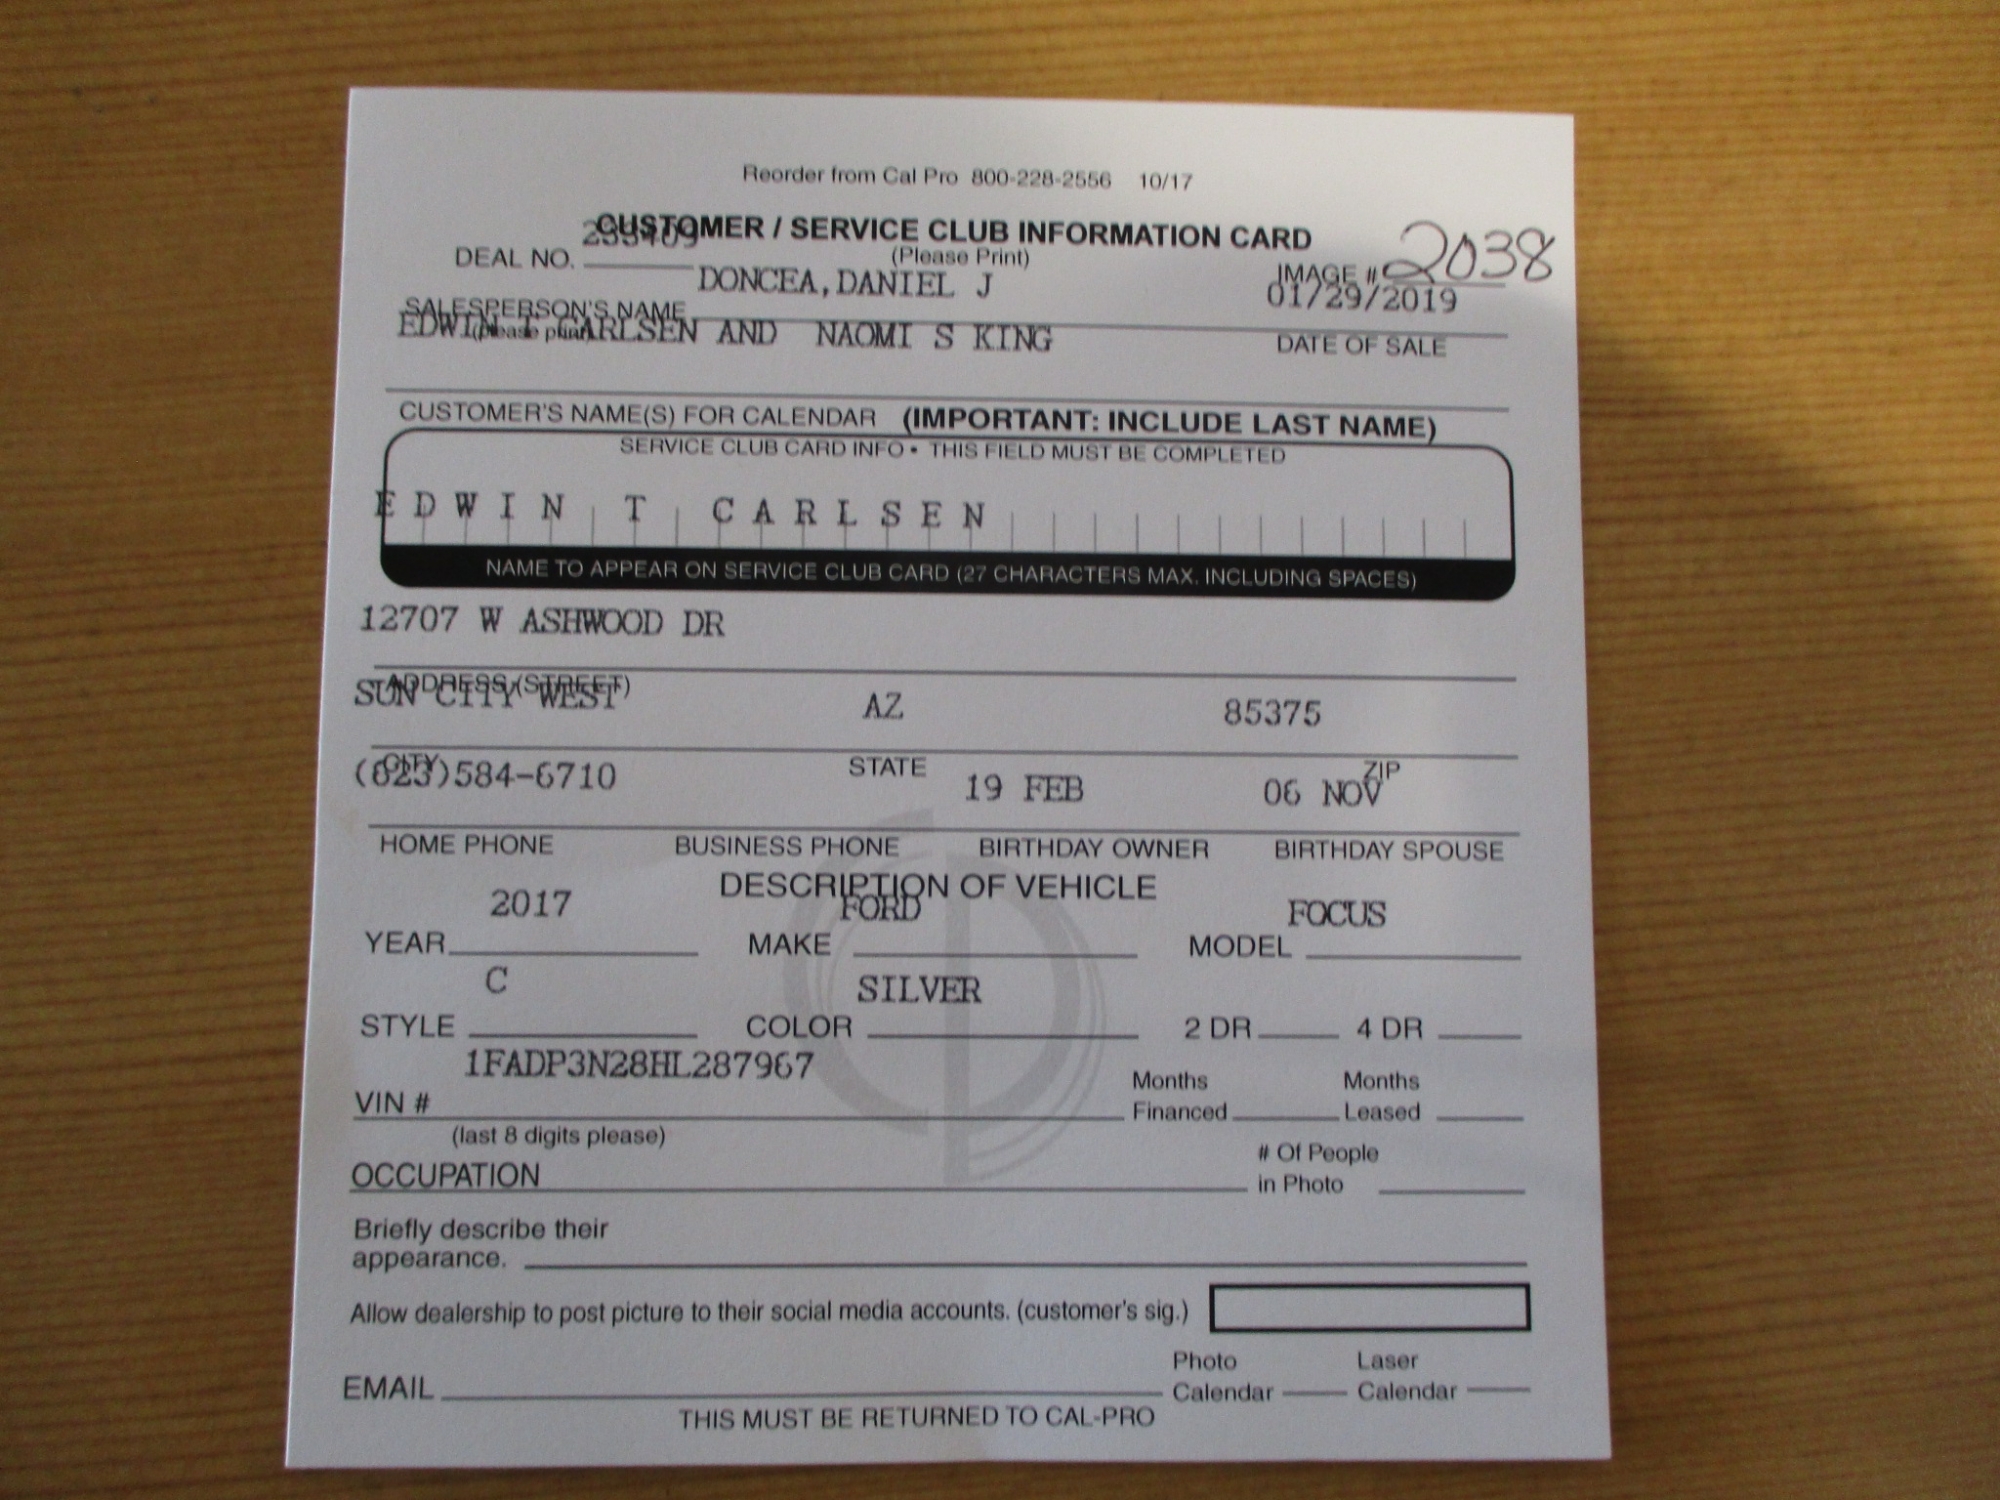 Reorder from Cal Pro 800-228-2556 10/17
CUSTOMER / SERVICE CLUB INFORMATION CARD
DEAL NO. (Please Print) IMAGE # 2038
DONCEA,DANIEL J 01/29/2019
SALESPERSON'S NAME
(please print) DATE OF SALE
EDWIN T CARLSEN AND NAOMI S KING
CUSTOMER'S NAME(S) FOR CALENDAR (IMPORTANT: INCLUDE LAST NAME)
SERVICE CLUB CARD INFO • THIS FIELD MUST BE COMPLETED
EDWIN T CARLSEN
NAME TO APPEAR ON SERVICE CLUB CARD (27 CHARACTERS MAX. INCLUDING SPACES)
12707 W ASHWOOD DR
ADDRESS (STREET)
SUN CITY WEST AZ 85375
CITY STATE ZIP
(623)584-6710 19 FEB 06 NOV
HOME PHONE BUSINESS PHONE BIRTHDAY OWNER BIRTHDAY SPOUSE
DESCRIPTION OF VEHICLE
2017 FORD FOCUS
YEAR MAKE MODEL
C SILVER
STYLE COLOR 2 DR 4 DR
1FADP3N28HL287967
VIN # Months Financed Months Leased
(last 8 digits please)
OCCUPATION # Of People in Photo
Briefly describe their
appearance.
Allow dealership to post picture to their social media accounts. (customer's sig.)
EMAIL Photo Calendar Laser Calendar
THIS MUST BE RETURNED TO CAL-PRO